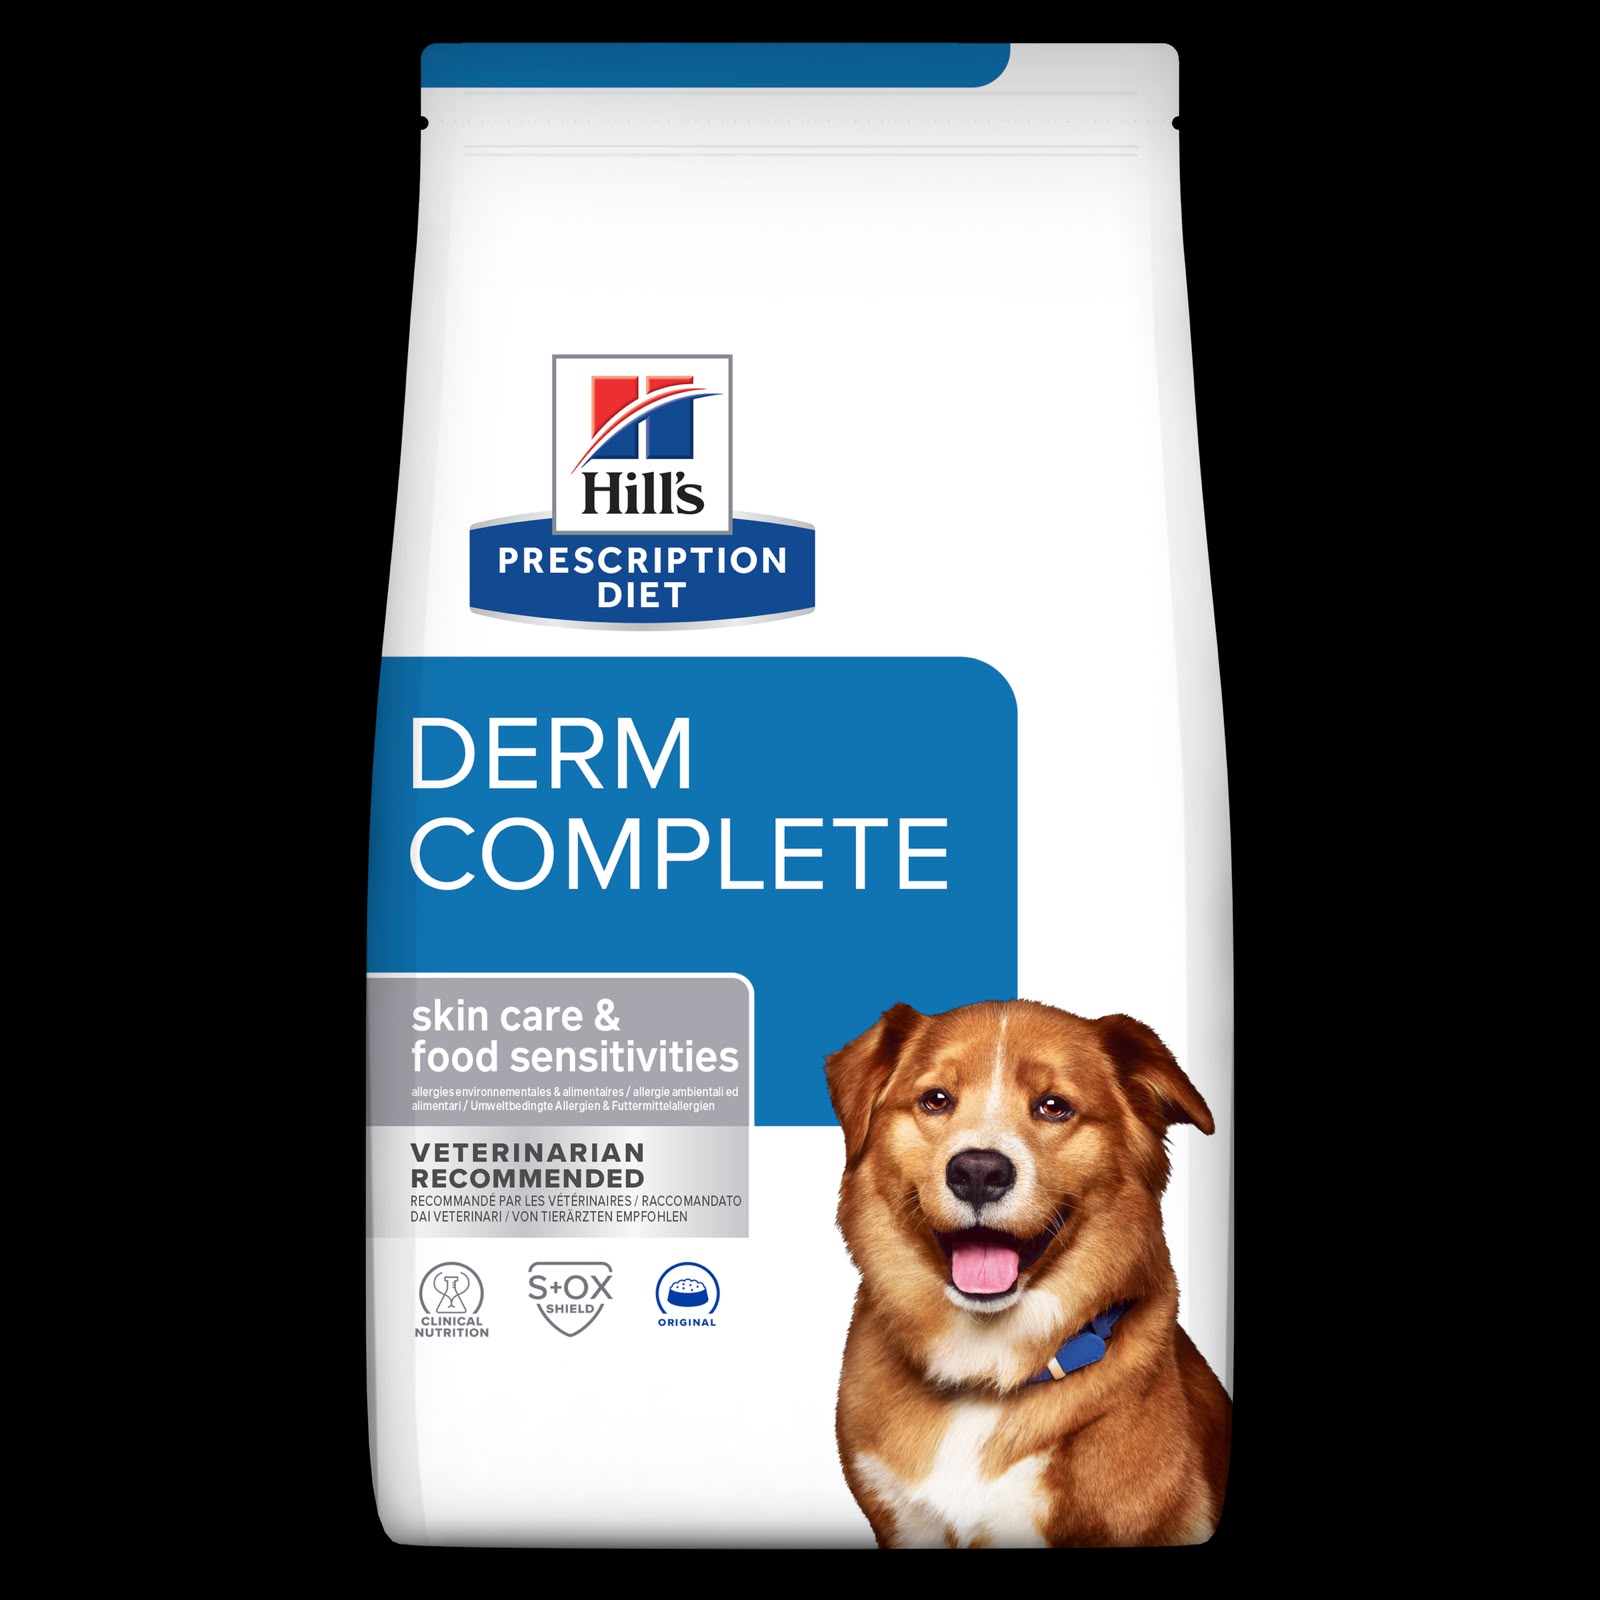 Hill's
PRESCRIPTION
DIET
DERM
COMPLETE
skin care &
food sensitivities
allergies environnementales & alimentaires / allergie ambientali ed
alimentari / Umweltbedingte Allergien & Futtermittelallergien
VETERINARIAN
RECOMMENDED
RECOMMANDÉ PAR LES VÉTÉRINAIRES / RACCOMANDATO
DAI VETERINARI / VON TIERÄRZTEN EMPFOHLEN
CLINICAL
NUTRITION
S+OX
SHIELD
ORIGINAL